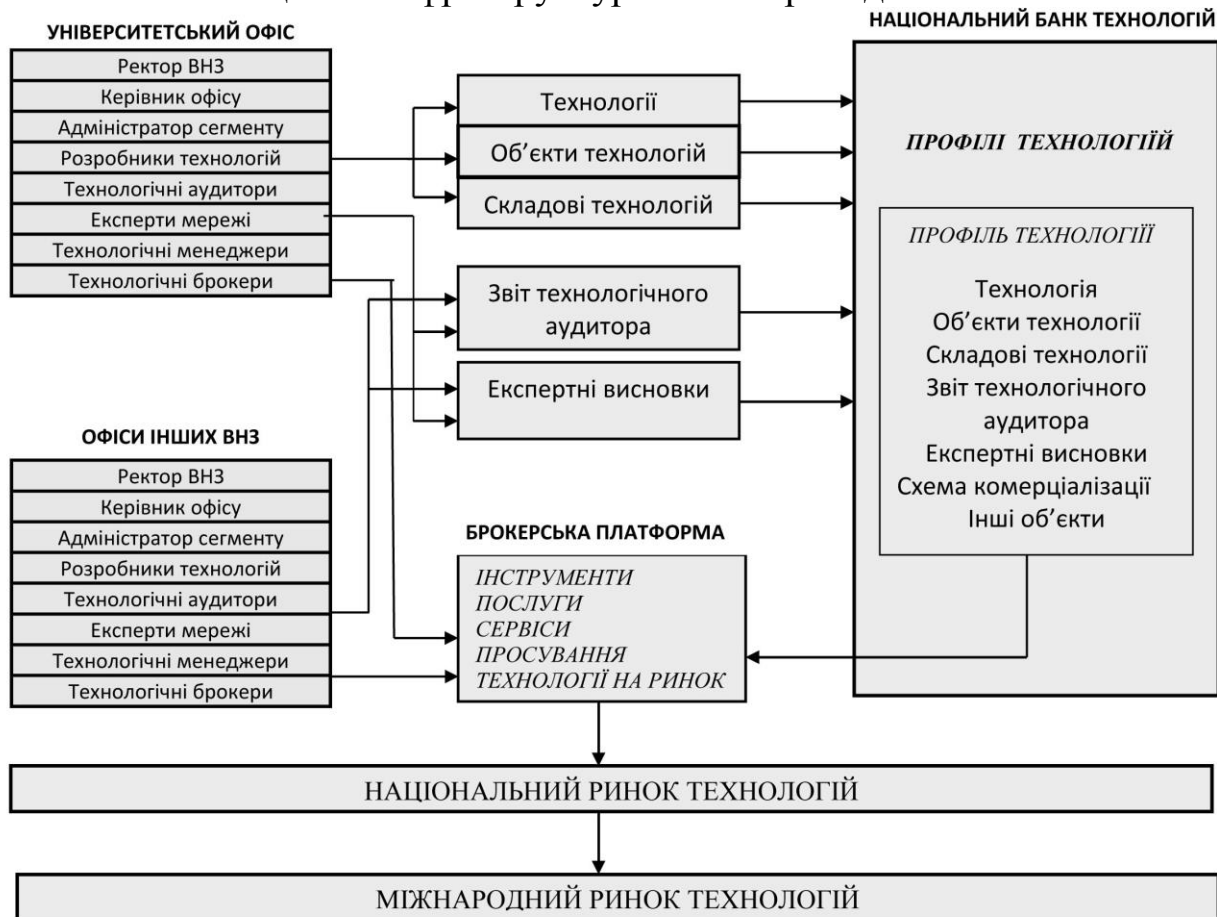 УНІВЕРСИТЕТСЬКИЙ ОФІС
Ректор ВНЗ
Керівник офісу
Адміністратор сегменту
Розробники технологій
Технологічні аудитори
Експерти мережі
Технологічні менеджери
Технологічні брокери
ОФІСИ ІНШИХ ВНЗ
Ректор ВНЗ
Керівник офісу
Адміністратор сегменту
Розробники технологій
Технологічні аудитори
Експерти мережі
Технологічні менеджери
Технологічні брокери
Технології
Об’єкти технологій
Складові технологій
Звіт технологічного
аудитора
Експертні висновки
БРОКЕРСЬКА ПЛАТФОРМА
ІНСТРУМЕНТИ
ПОСЛУГИ
СЕРВІСИ
ПРОСУВАННЯ
ТЕХНОЛОГІЇ НА РИНОК
НАЦІОНАЛЬНИЙ БАНК ТЕХНОЛОГІЙ
ПРОФІЛІ ТЕХНОЛОГІЇЙ
ПРОФІЛЬ ТЕХНОЛОГІЇЇ
Технологія
Об’єкти технології
Складові технології
Звіт технологічного
аудитора
Експертні висновки
Схема комерціалізації
Інші об’єкти
НАЦІОНАЛЬНИЙ РИНОК ТЕХНОЛОГІЙ
МІЖНАРОДНИЙ РИНОК ТЕХНОЛОГІЙ